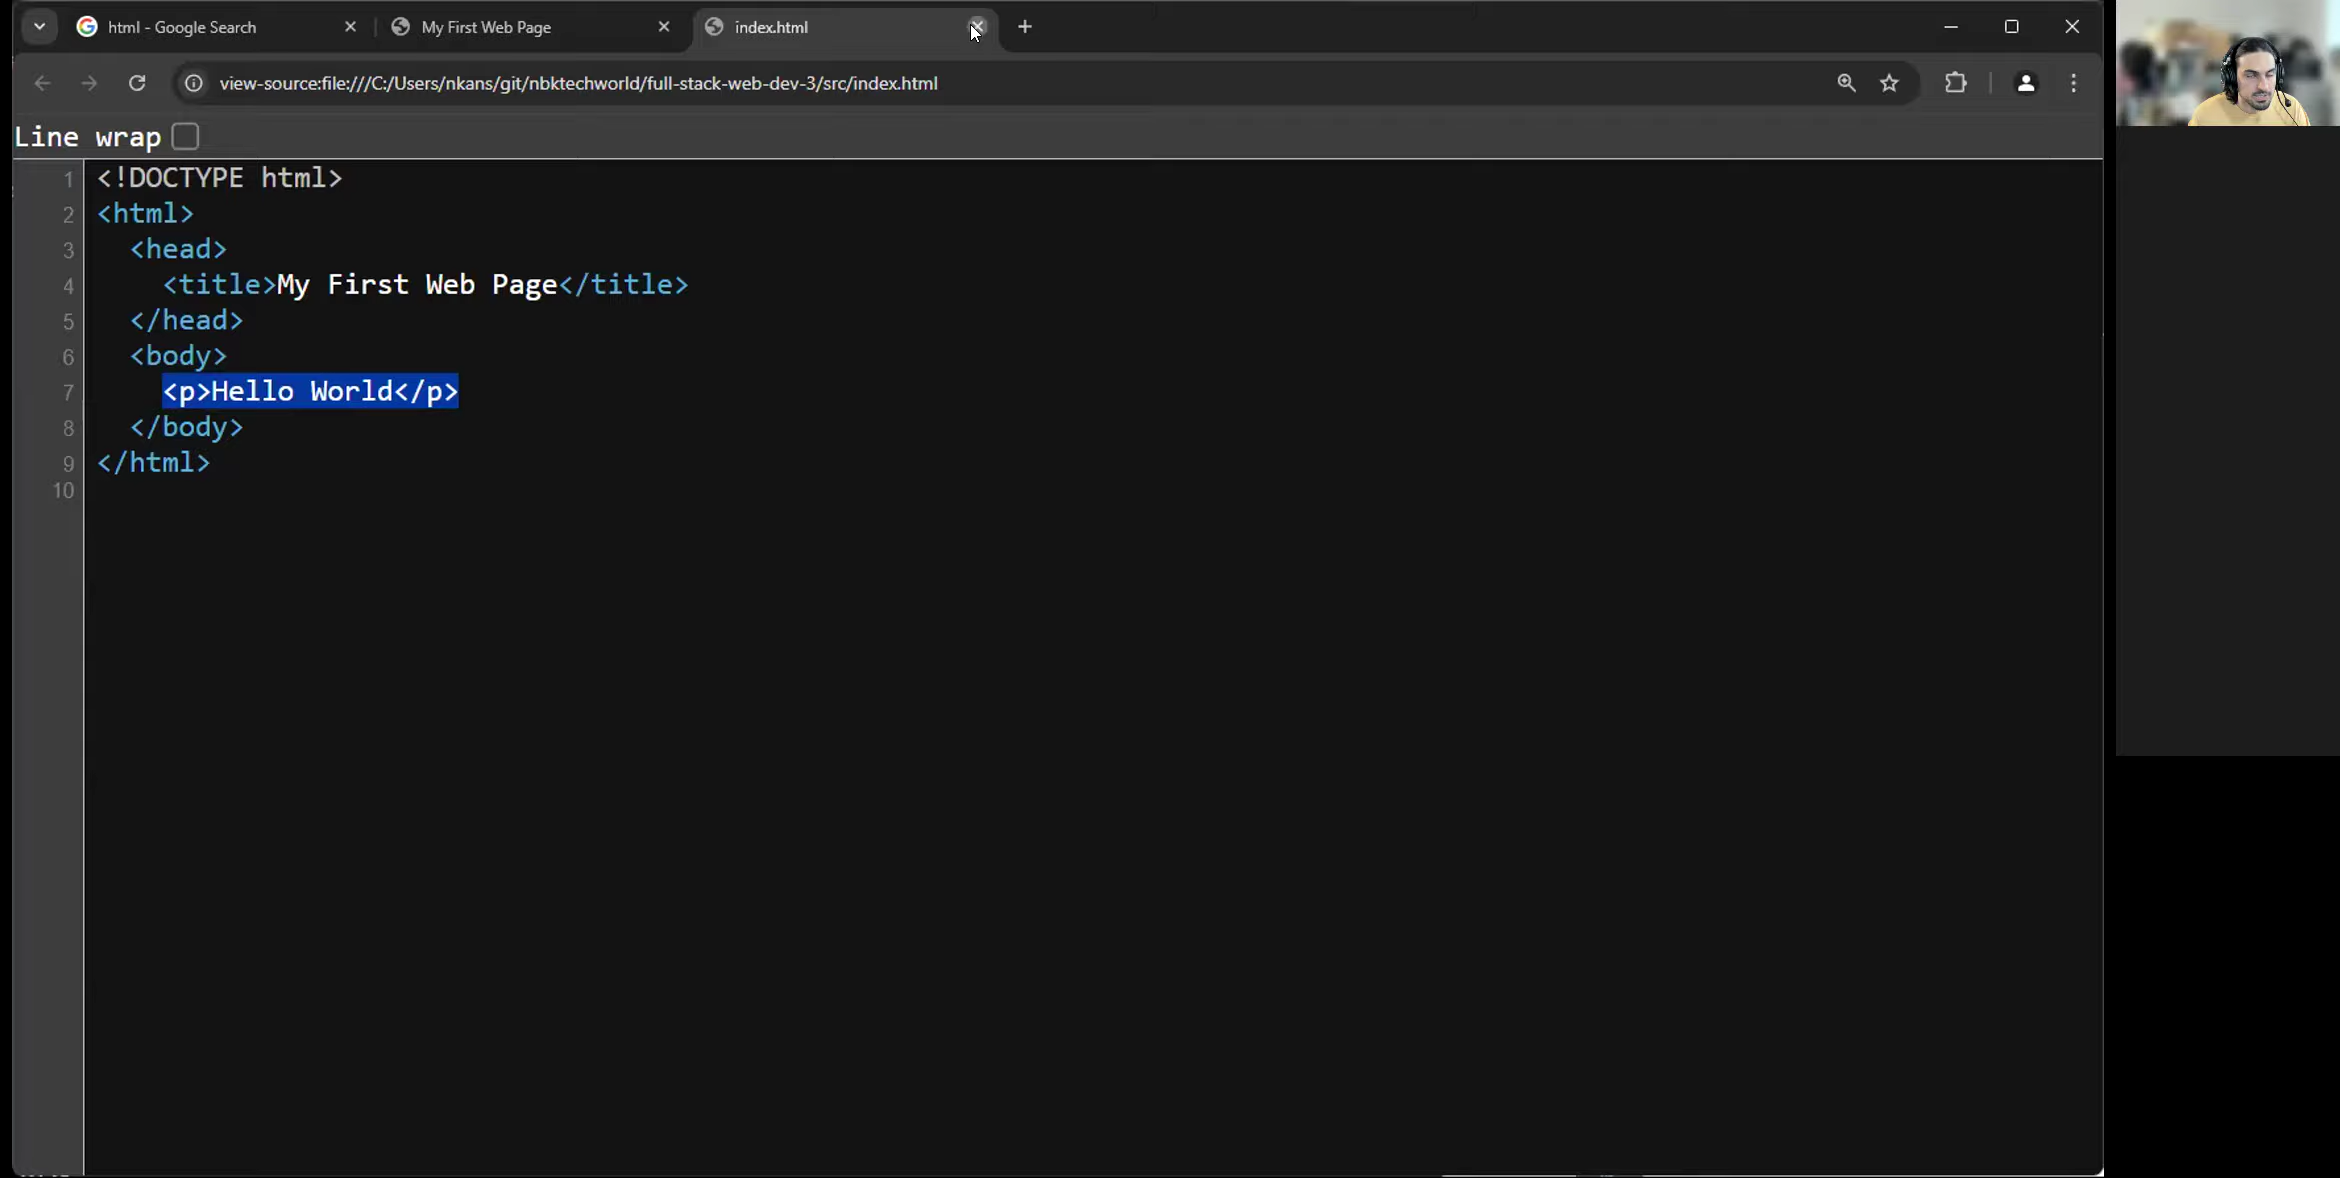 html - Google Search
My First Web Page
index.html
view-source:file:///C:/Users/nkans/git/nbktechworld/full-stack-web-dev-3/src/index.html
Line wrap
1 <!DOCTYPE html>
2 <html>
3 <head>
4 <title>My First Web Page</title>
5 </head>
6 <body>
7 <p>Hello World</p>
8 </body>
9 </html>
10